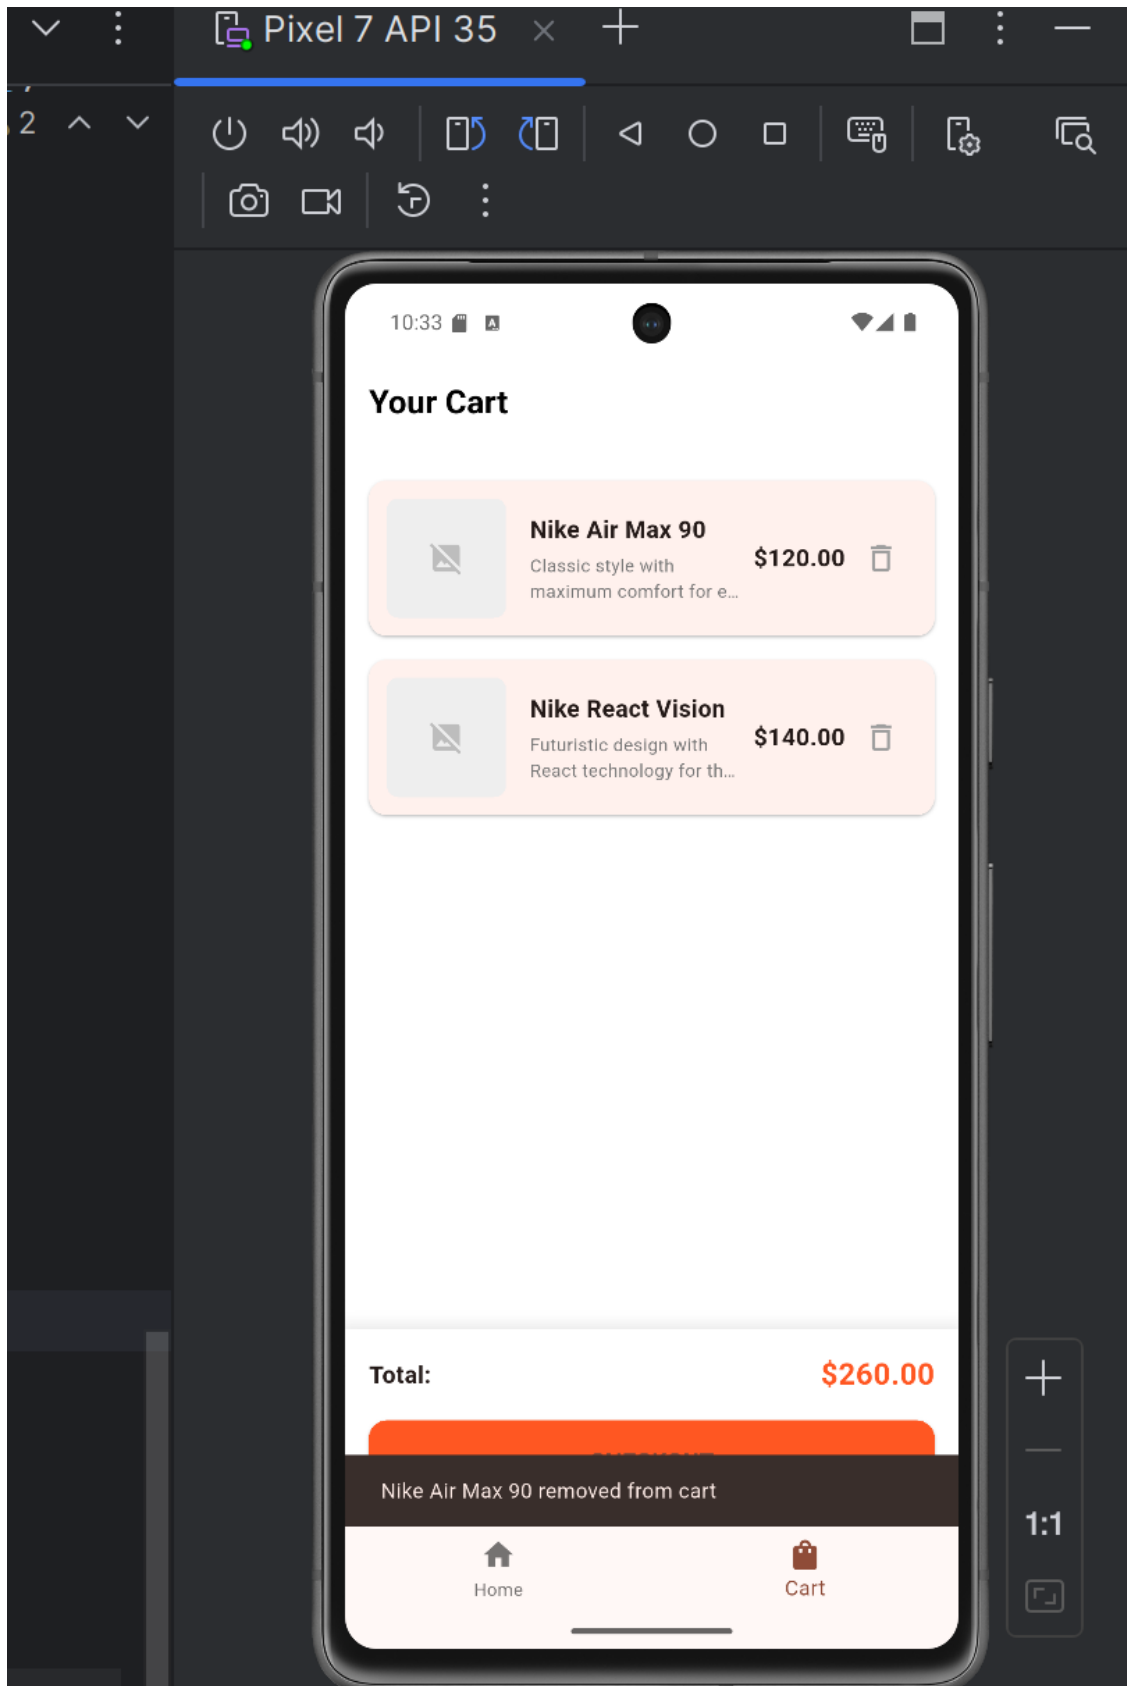 Pixel 7 API 35
2
10:33
A
Your Cart
Nike Air Max 90
Classic style with
maximum comfort for e...
$120.00
Nike React Vision
Futuristic design with
React technology for th...
$140.00
Total:
$260.00
Nike Air Max 90 removed from cart
1:1
Home
Cart